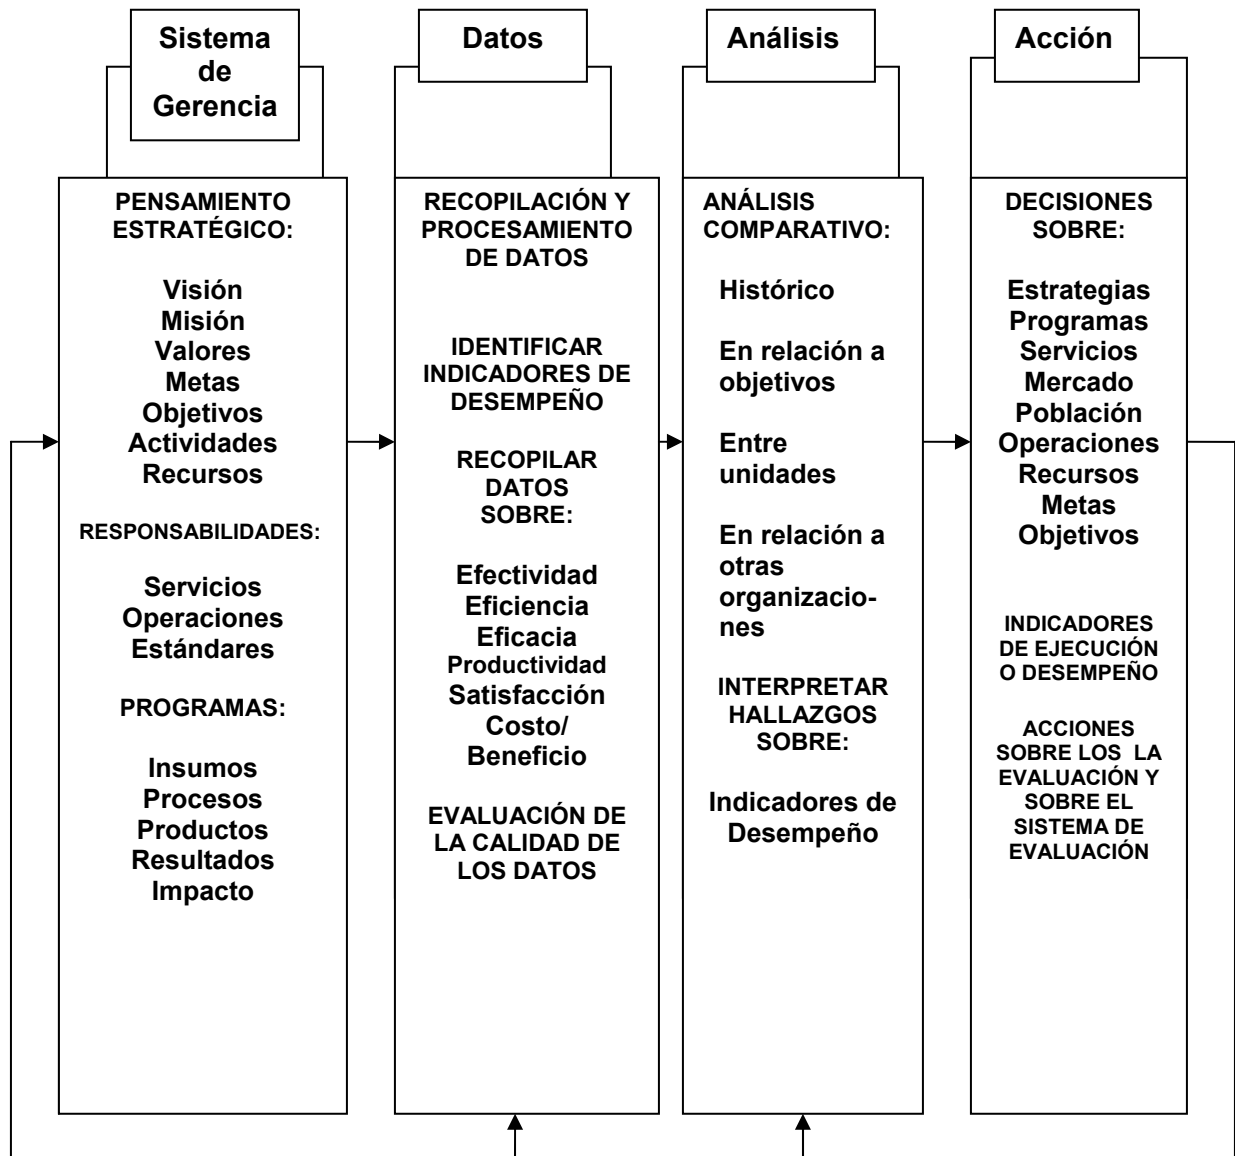 Sistema
de
Gerencia
PENSAMIENTO
ESTRATÉGICO:
Visión
Misión
Valores
Metas
Objetivos
Actividades
Recursos
RESPONSABILIDADES:
Servicios
Operaciones
Estándares
PROGRAMAS:
Insumos
Procesos
Productos
Resultados
Impacto
Datos
RECOPILACIÓN Y
PROCESAMIENTO
DE DATOS
IDENTIFICAR
INDICADORES DE
DESEMPEÑO
RECOPILAR
DATOS
SOBRE:
Efectividad
Eficiencia
Eficacia
Productividad
Satisfacción
Costo/
Beneficio
EVALUACIÓN DE
LA CALIDAD DE
LOS DATOS
Análisis
ANÁLISIS
COMPARATIVO:
Histórico
En relación a
objetivos
Entre
unidades
En relación a
otras
organizacio-
nes
INTERPRETAR
HALLAZGOS
SOBRE:
Indicadores de
Desempeño
Acción
DECISIONES
SOBRE:
Estrategias
Programas
Servicios
Mercado
Población
Operaciones
Recursos
Metas
Objetivos
INDICADORES
DE EJECUCIÓN
O DESEMPEÑO
ACCIONES
SOBRE LOS  LA
EVALUACIÓN Y
SOBRE EL
SISTEMA DE
EVALUACIÓN